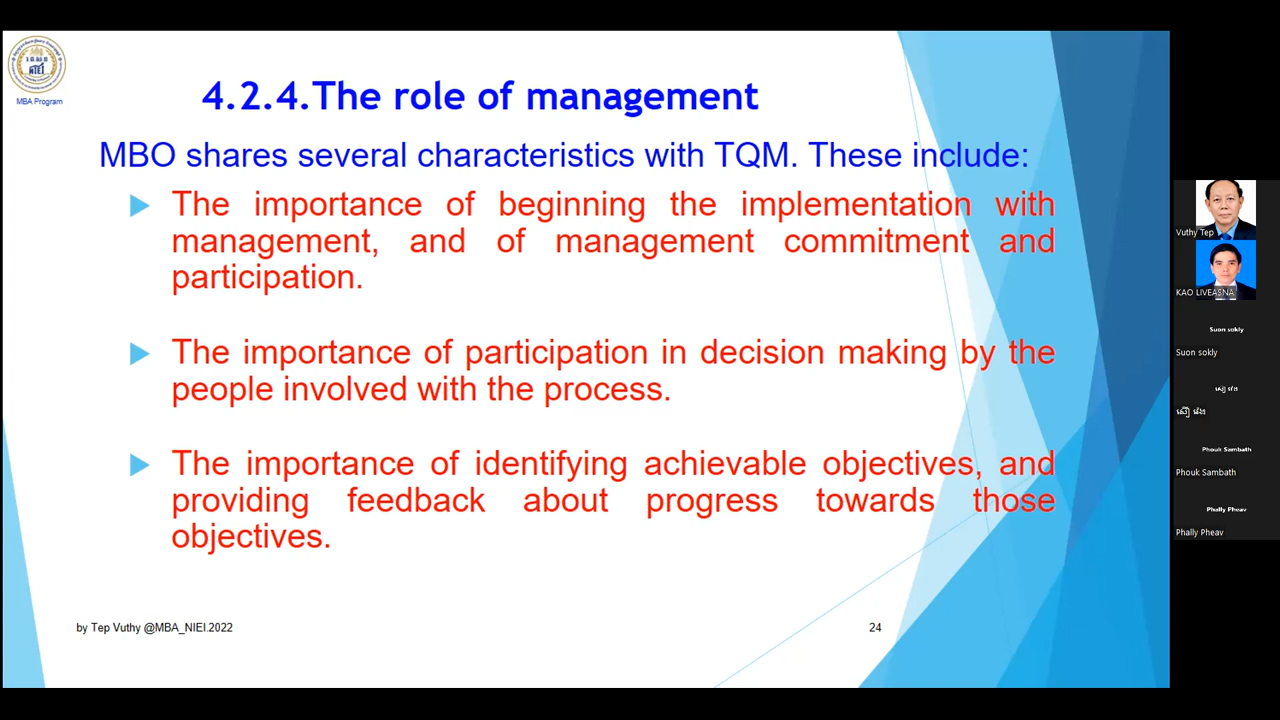 MBA Program
4.2.4.The role of management
MBO shares several characteristics with TQM. These include:
The importance of beginning the implementation with
management, and of management commitment and
participation.
The importance of participation in decision making by the
people involved with the process.
The importance of identifying achievable objectives, and
providing feedback about progress towards those
objectives.
by Tep Vuthy @MBA_NIEI.2022
24
Vuthy Tep
KAO LIVEASNA
Suon sokly
Suon sokly
Phouk Sambath
Phouk Sambath
Phally Pheav
Phally Pheav